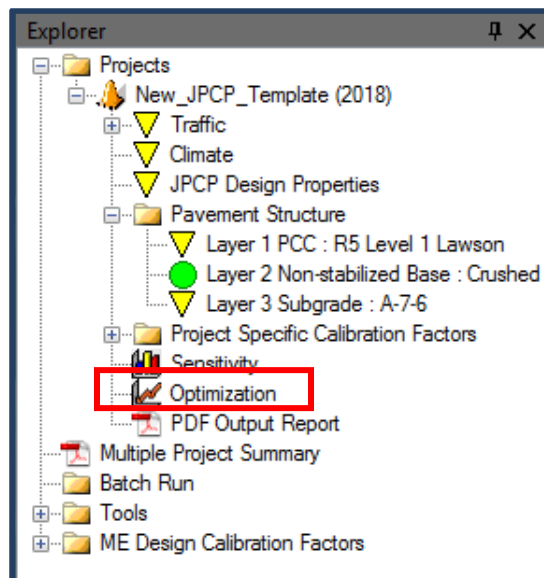 Explorer
Projects
New_JPCP_Template (2018)
Traffic
Climate
JPCP Design Properties
Pavement Structure
Layer 1 PCC : R5 Level 1 Lawson
Layer 2 Non-stabilized Base : Crushed
Layer 3 Subgrade : A-7-6
Project Specific Calibration Factors
Sensitivity
Optimization
PDF Output Report
Multiple Project Summary
Batch Run
Tools
ME Design Calibration Factors